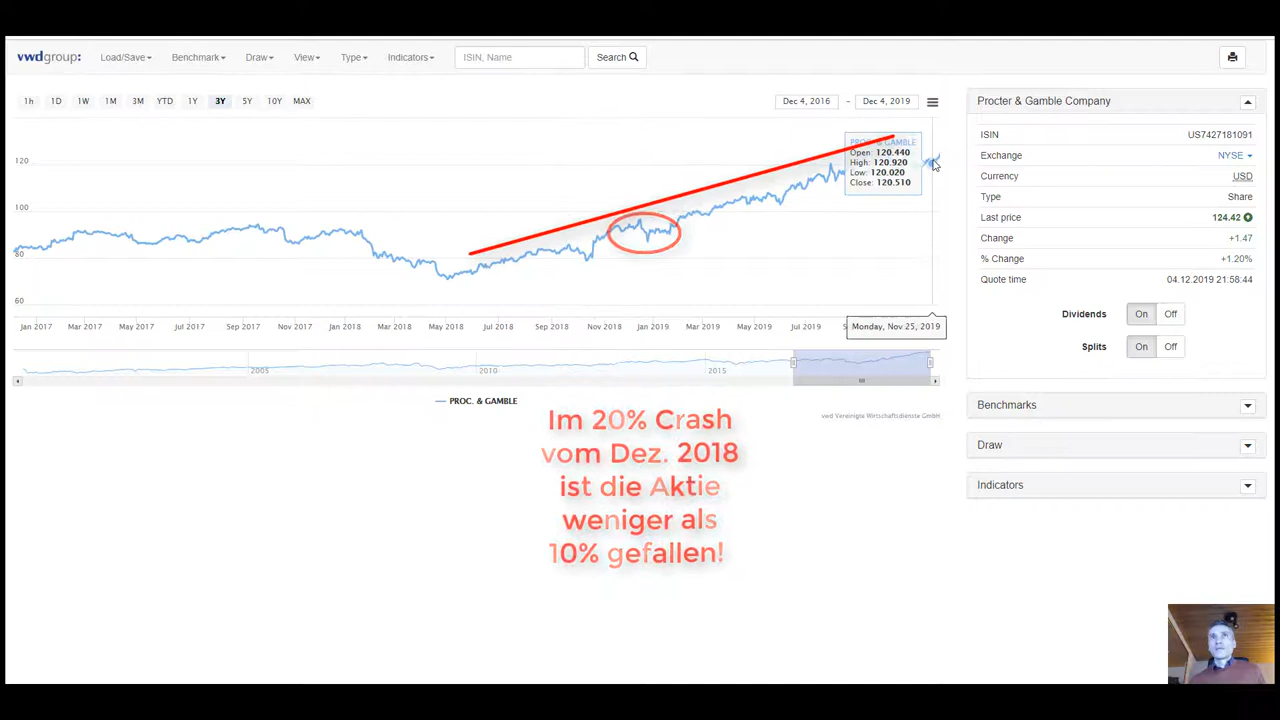 vwdgroup: Load/Save Benchmark Draw View Type Indicators ISIN, Name Search
1h 1D 1W 1M 3M YTD 1Y 3Y 5Y 10Y MAX Dec 4, 2016 - Dec 4, 2019
PROC. & GAMBLE
Open: 120.440
High: 120.920
Low: 120.020
Close: 120.510
120
100
80
60
Jan 2017 Mar 2017 May 2017 Jul 2017 Sep 2017 Nov 2017 Jan 2018 Mar 2018 May 2018 Jul 2018 Sep 2018 Nov 2018 Jan 2019 Mar 2019 May 2019 Jul 2019 S
Monday, Nov 25, 2019
2005 2010 2015
PROC. & GAMBLE
vwd Vereinigte Wirtschaftsdienste GmbH
Im 20% Crash
vom Dez. 2018
ist die Aktie
weniger als
10% gefallen!
Procter & Gamble Company
ISIN US7427181091
Exchange NYSE
Currency USD
Type Share
Last price 124.42
Change +1.47
% Change +1.20%
Quote time 04.12.2019 21:58:44
Dividends On Off
Splits On Off
Benchmarks
Draw
Indicators